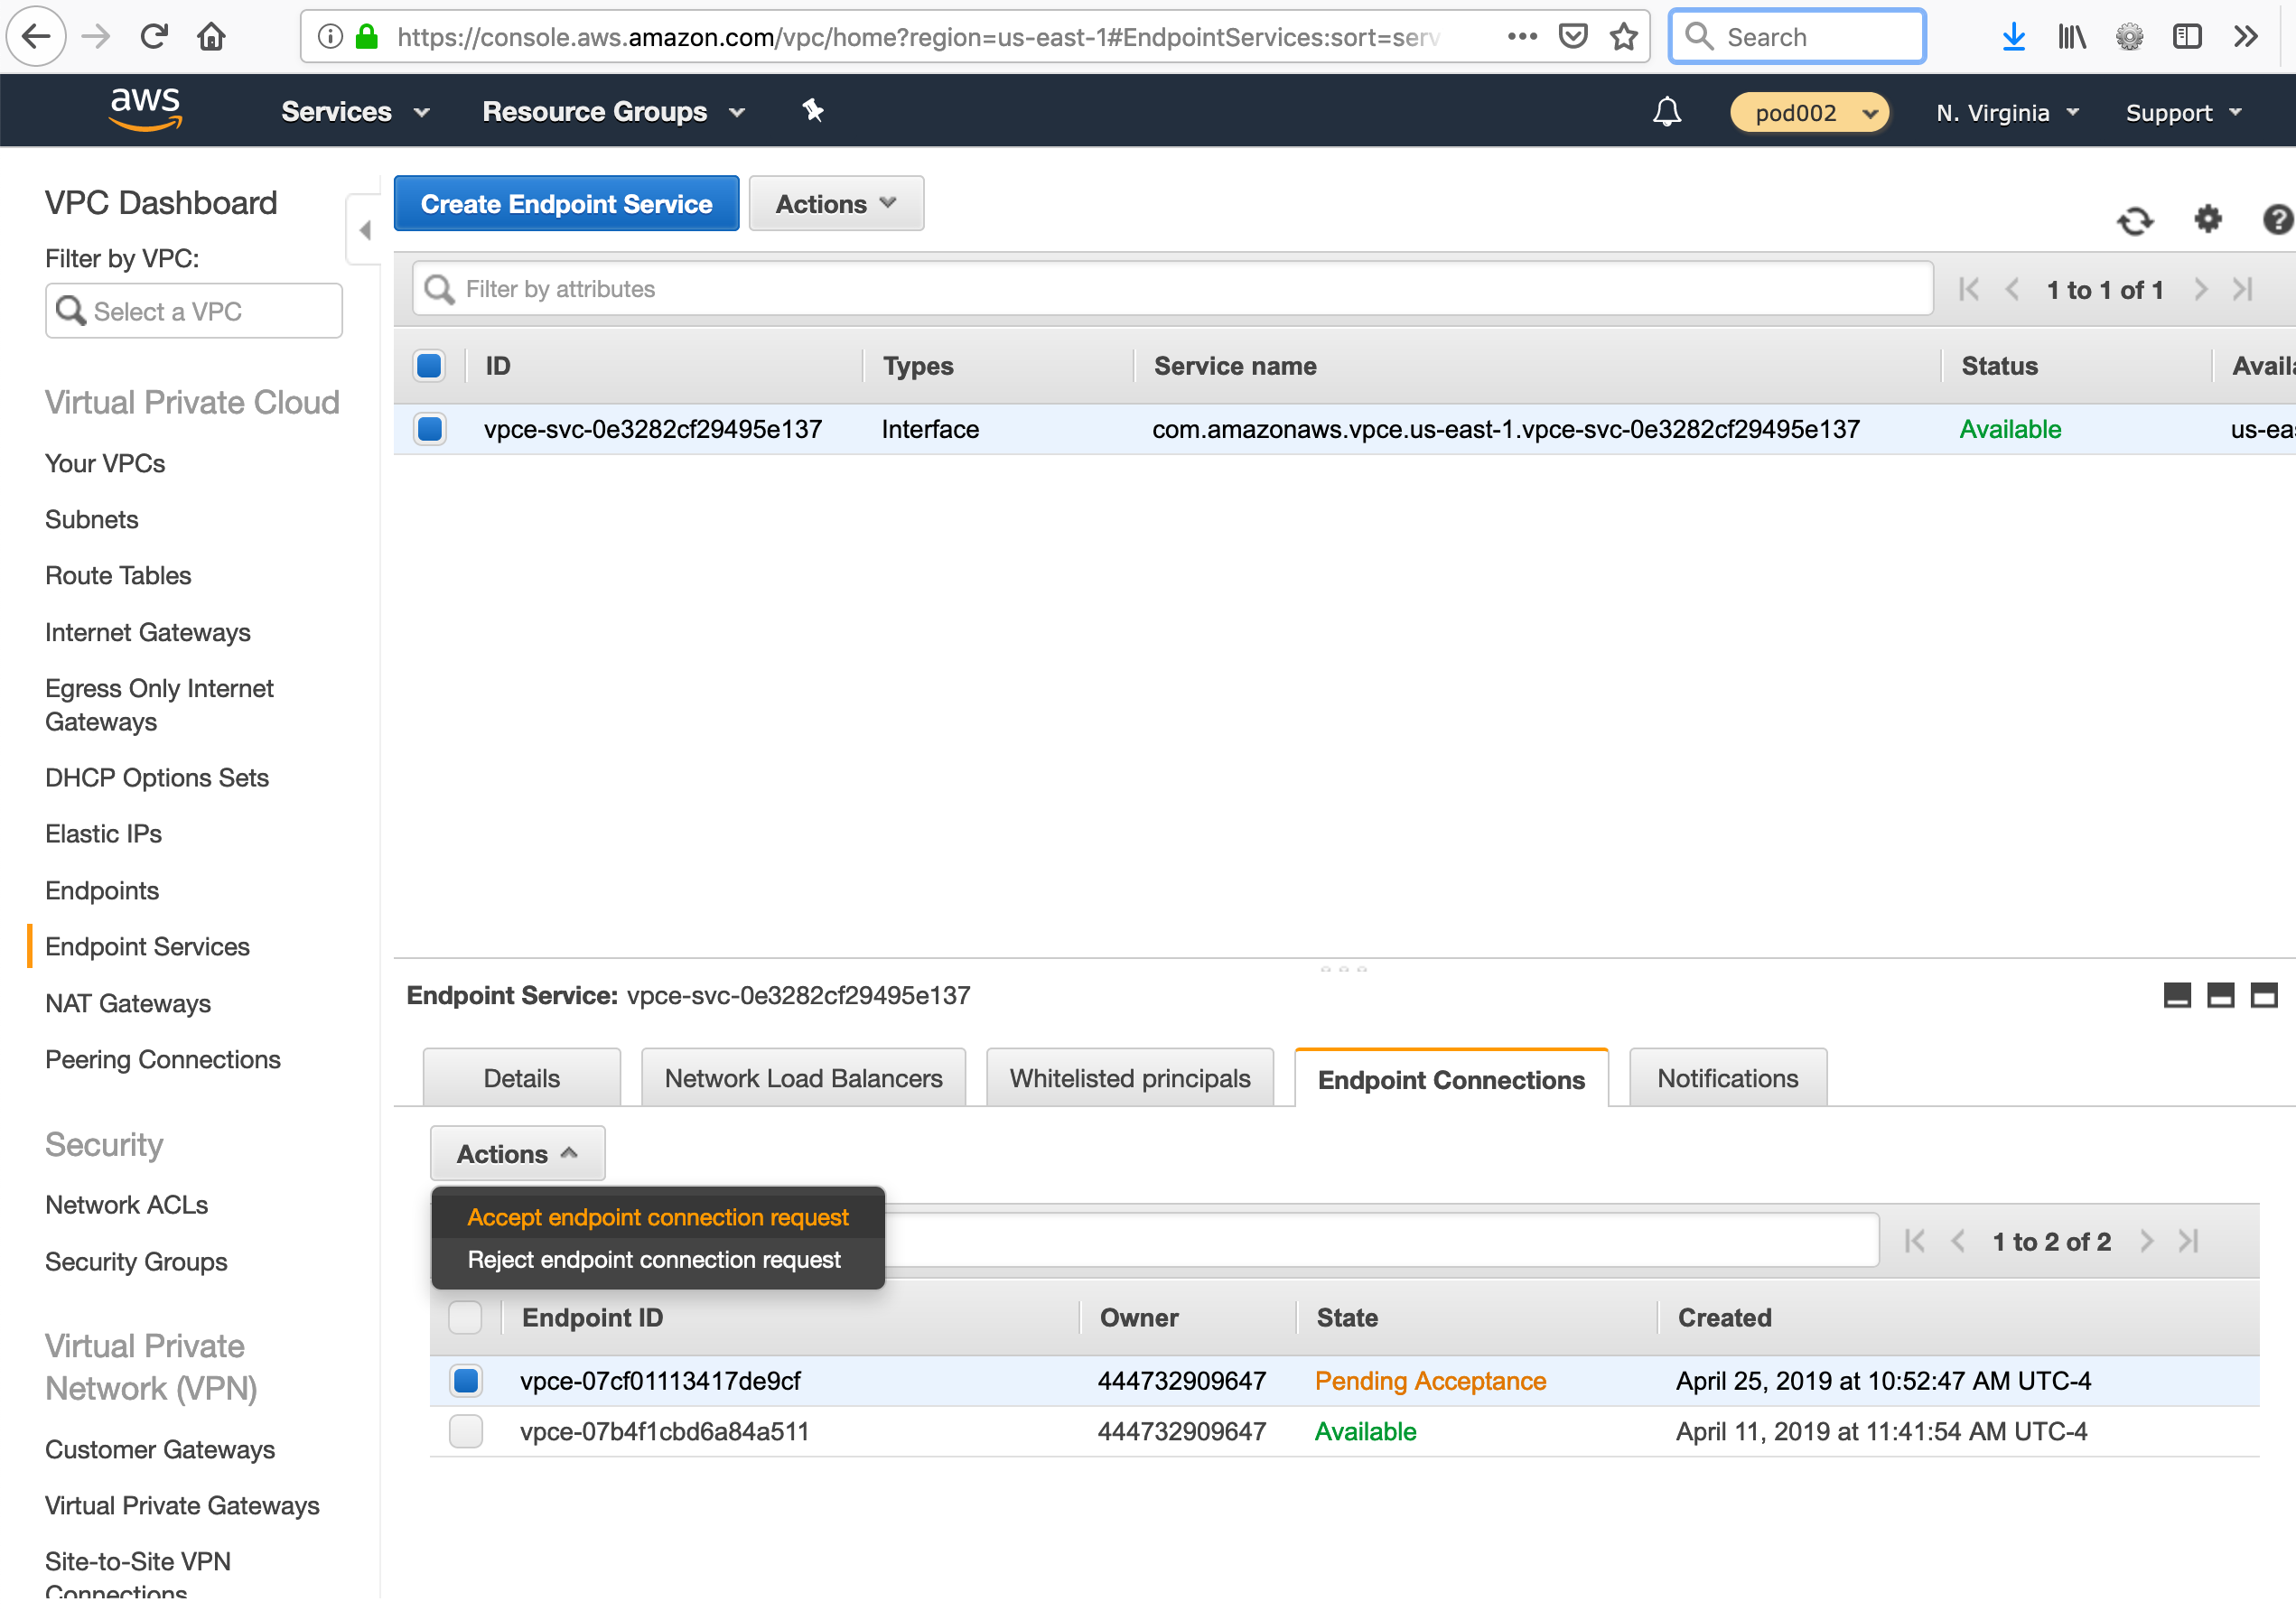 https://console.aws.amazon.com/vpc/home?region=us-east-1#EndpointServices:sort=serv
Search
aws
Services
Resource Groups
pod002
N. Virginia
Support
VPC Dashboard
Filter by VPC:
Select a VPC
Virtual Private Cloud
Your VPCs
Subnets
Route Tables
Internet Gateways
Egress Only Internet
Gateways
DHCP Options Sets
Elastic IPs
Endpoints
Endpoint Services
NAT Gateways
Peering Connections
Security
Network ACLs
Security Groups
Virtual Private
Network (VPN)
Customer Gateways
Virtual Private Gateways
Site-to-Site VPN
Connections
Create Endpoint Service
Actions
Filter by attributes
1 to 1 of 1
ID Types Service name Status Availa
vpce-svc-0e3282cf29495e137 Interface com.amazonaws.vpce.us-east-1.vpce-svc-0e3282cf29495e137 Available us-eas
Endpoint Service: vpce-svc-0e3282cf29495e137
Details
Network Load Balancers
Whitelisted principals
Endpoint Connections
Notifications
Actions
Accept endpoint connection request
Reject endpoint connection request
1 to 2 of 2
Endpoint ID Owner State Created
vpce-07cf01113417de9cf 444732909647 Pending Acceptance April 25, 2019 at 10:52:47 AM UTC-4
vpce-07b4f1cbd6a84a511 444732909647 Available April 11, 2019 at 11:41:54 AM UTC-4